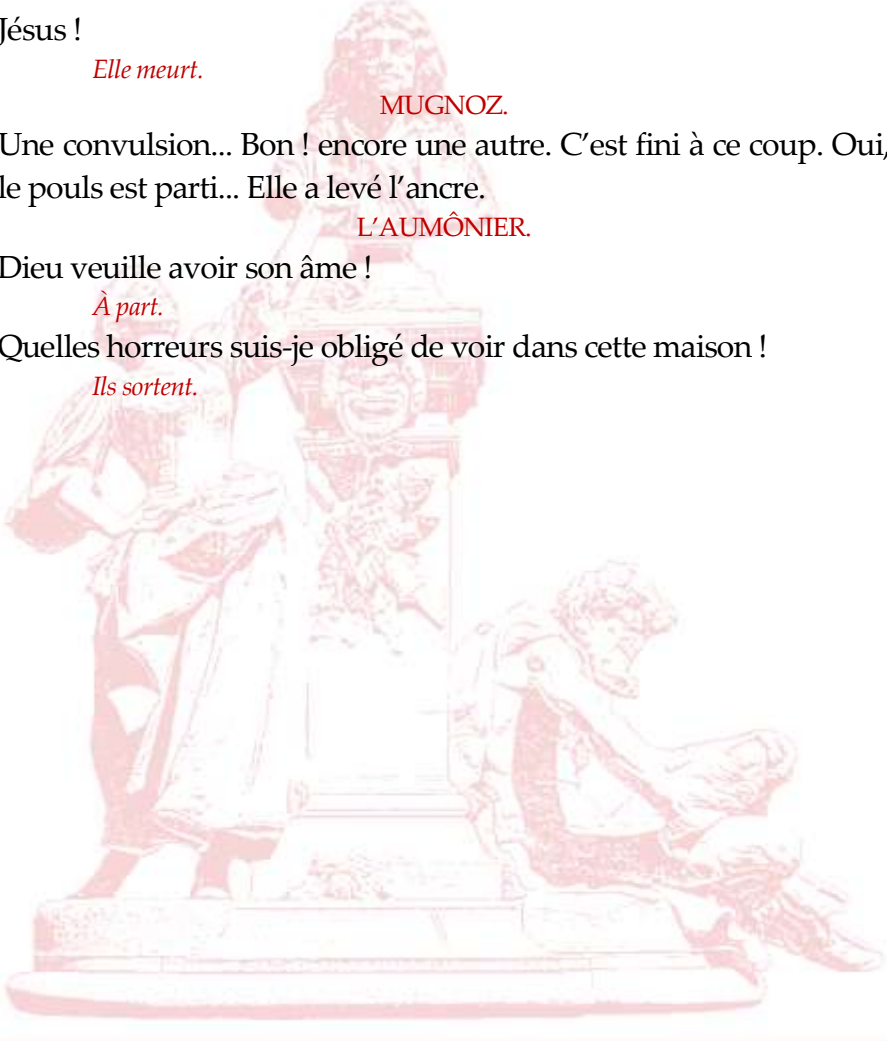 Jésus !
Elle meurt.
MUGNOZ.
Une convulsion... Bon ! encore une autre. C’est fini à ce coup. Oui,
le pouls est parti... Elle a levé l’ancre.
L’AUMÔNIER.
Dieu veuille avoir son âme !
À part.
Quelles horreurs suis-je obligé de voir dans cette maison !
Ils sortent.